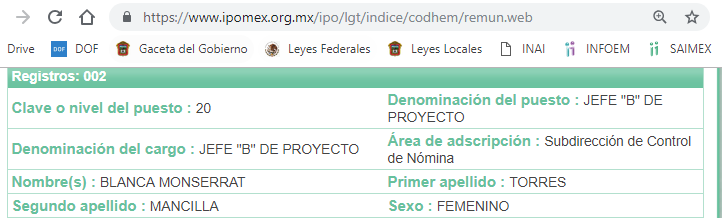 https://www.ipomex.org.mx/ipo/lgt/indice/codhem/remun.web
Drive DOF DOF Gaceta del Gobierno Leyes Federales Leyes Locales INAI INFOEM SAIMEX
Registros: 002
Clave o nivel del puesto : 20
Denominación del puesto : JEFE "B" DE
PROYECTO
Denominación del cargo : JEFE "B" DE PROYECTO
Área de adscripción : Subdirección de Control
de Nómina
Nombre(s) : BLANCA MONSERRAT
Primer apellido : TORRES
Segundo apellido : MANCILLA
Sexo : FEMENINO